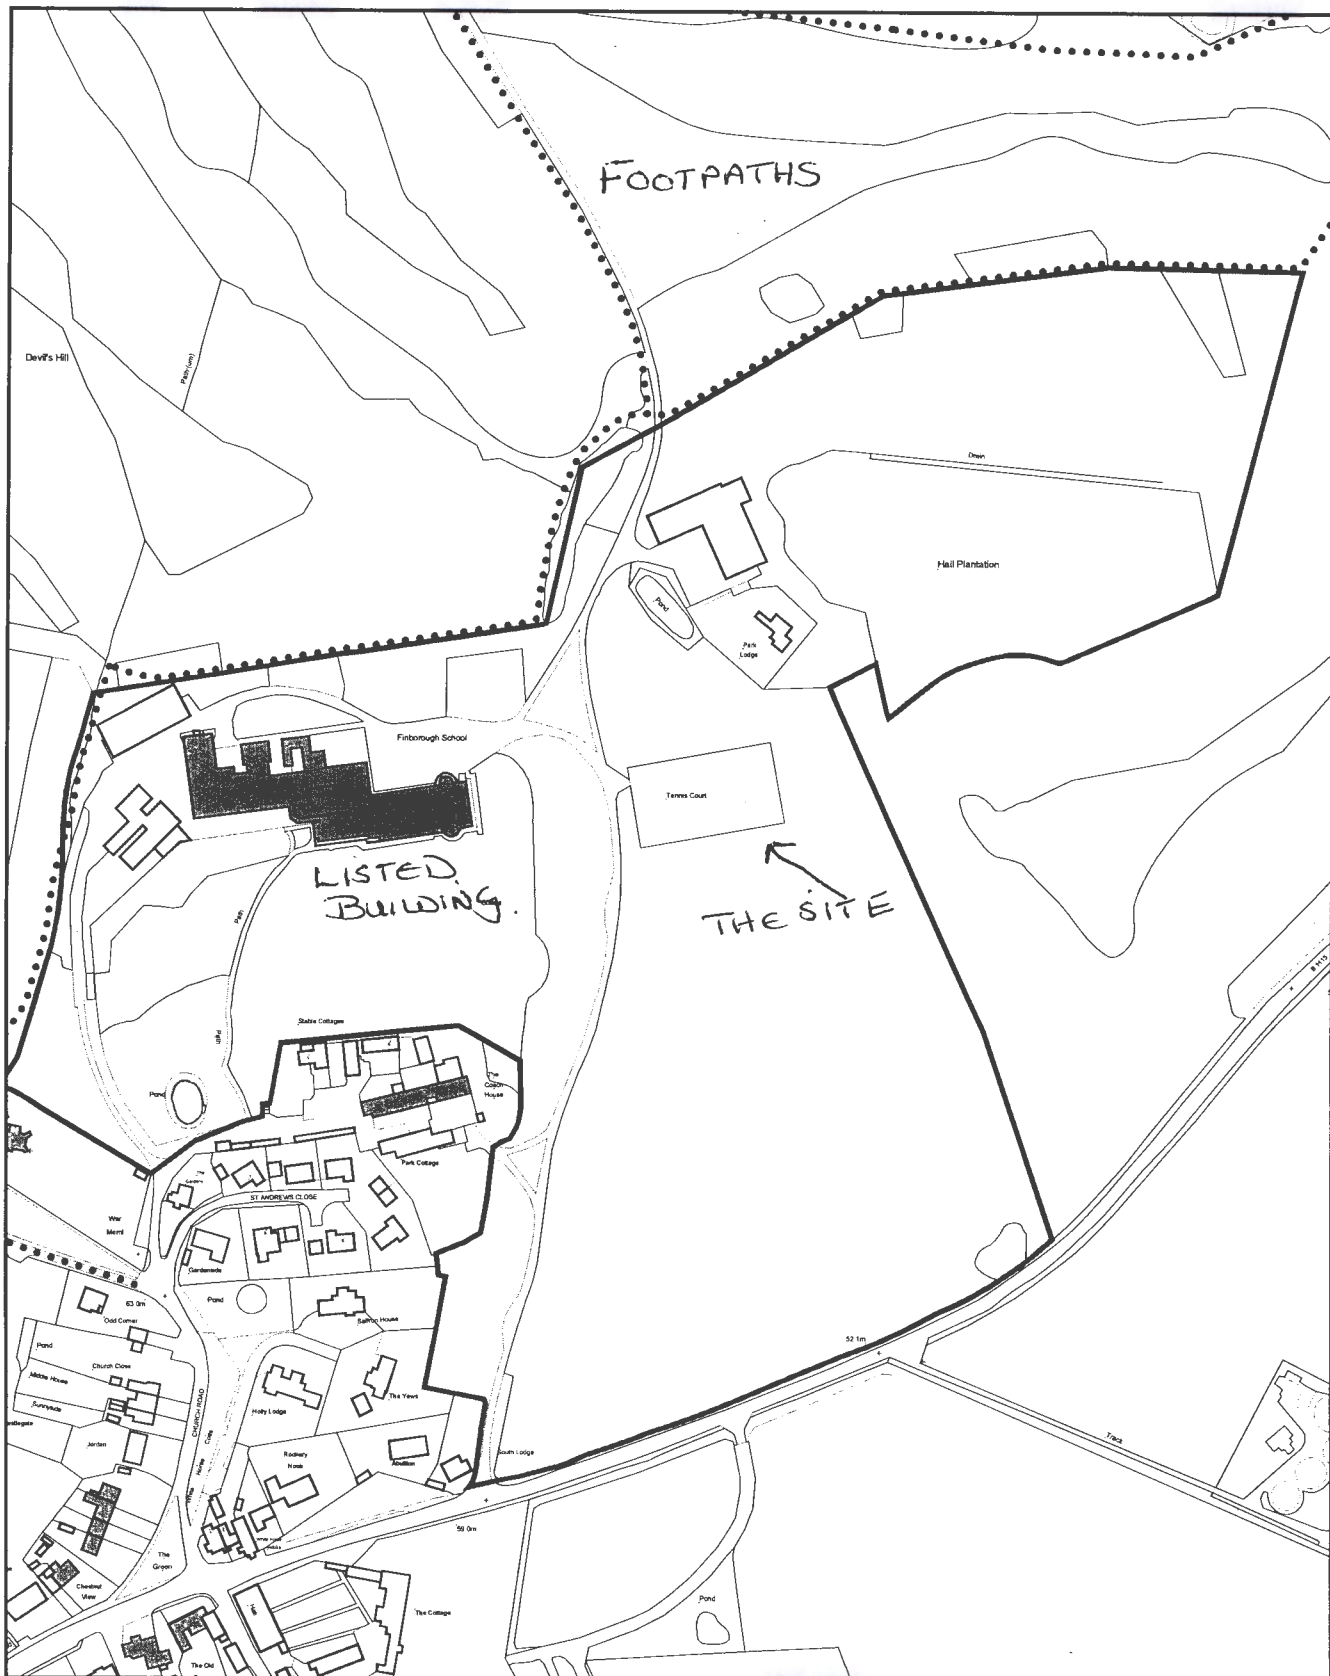 FOOTPATHS
Devil's Hill
Path (um)
Drain
Hall Plantation
Pond
Park
Lodge
Finborough School
Tennis Court
LISTED
BUILDING.
THE SITE
Path
Path
Stable Cottages
The
Coach
House
Pond
Park Cottage
ST ANDREWS CLOSE
War
Meml
Gardenside
Pond
Saffron House
63.0m
Odd Corner
52.1m
Pond
Church Close
Middle House
The Yews
Sunnyside
Holly Lodge
CHURCH ROAD
Jordan
South Lodge
Track
Rookery
Nook
59.0m
The
Green
Chestnut
View
Hall
The Cottage
Pond
The Old